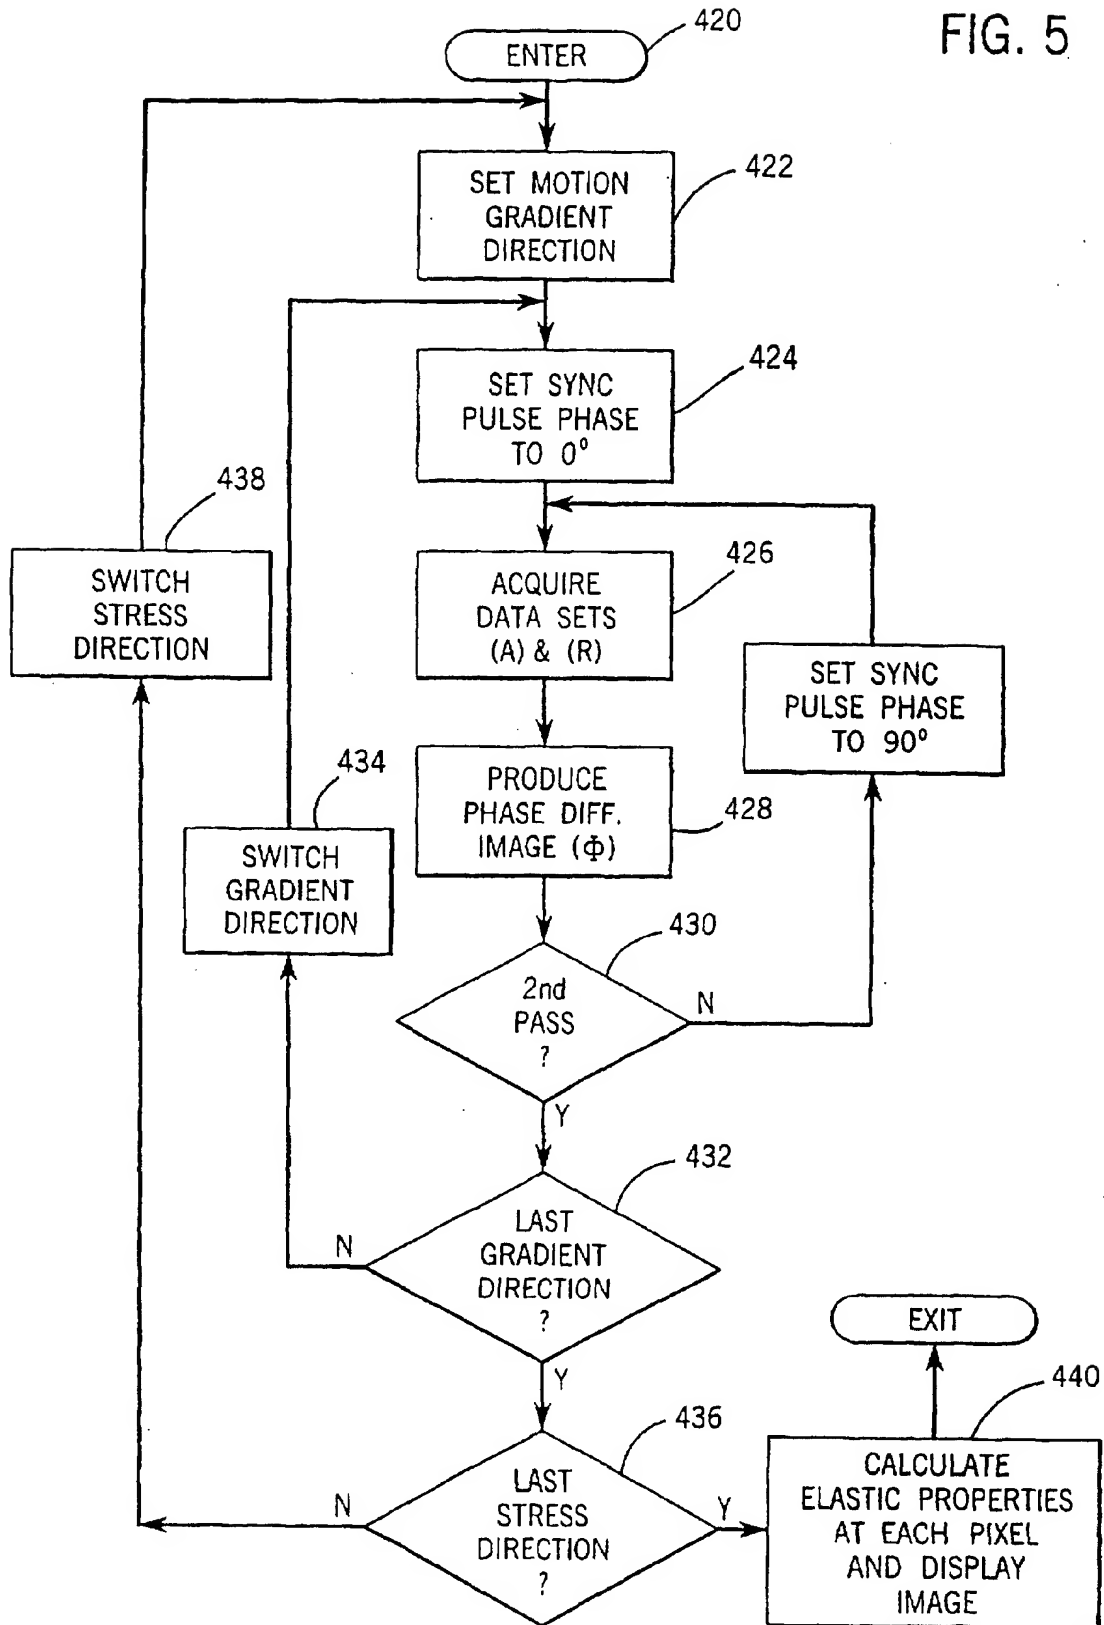 FIG. 5
420
ENTER
422
SET MOTION
GRADIENT
DIRECTION
424
SET SYNC
PULSE PHASE
TO 0°
438
SWITCH
STRESS
DIRECTION
426
ACQUIRE
DATA SETS
(A) & (R)
SET SYNC
PULSE PHASE
TO 90°
434
SWITCH
GRADIENT
DIRECTION
428
PRODUCE
PHASE DIFF.
IMAGE (Φ)
430
2nd
PASS
?
N
Y
432
LAST
GRADIENT
DIRECTION
?
N
Y
EXIT
436
LAST
STRESS
DIRECTION
?
N
Y
440
CALCULATE
ELASTIC PROPERTIES
AT EACH PIXEL
AND DISPLAY
IMAGE